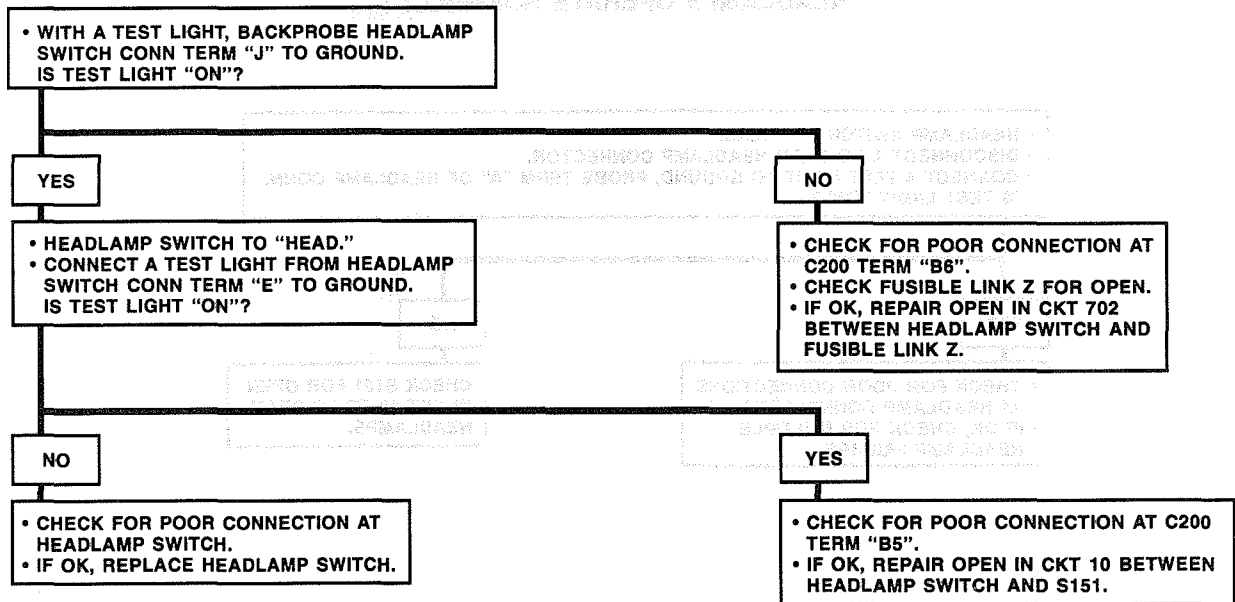 • WITH A TEST LIGHT, BACKPROBE HEADLAMP
SWITCH CONN TERM “J” TO GROUND.
IS TEST LIGHT “ON”?
YES
NO
• HEADLAMP SWITCH TO “HEAD.”
• CONNECT A TEST LIGHT FROM HEADLAMP
SWITCH CONN TERM “E” TO GROUND.
IS TEST LIGHT “ON”?
• CHECK FOR POOR CONNECTION AT
C200 TERM “B6”.
• CHECK FUSIBLE LINK Z FOR OPEN.
• IF OK, REPAIR OPEN IN CKT 702
BETWEEN HEADLAMP SWITCH AND
FUSIBLE LINK Z.
NO
YES
• CHECK FOR POOR CONNECTION AT
HEADLAMP SWITCH.
• IF OK, REPLACE HEADLAMP SWITCH.
• CHECK FOR POOR CONNECTION AT C200
TERM “B5”.
• IF OK, REPAIR OPEN IN CKT 10 BETWEEN
HEADLAMP SWITCH AND S151.